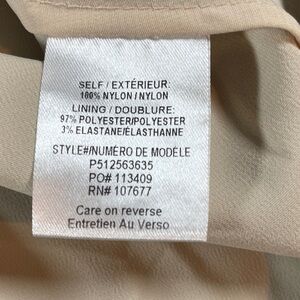 SELF / EXTÉRIEUR:
100% NYLON / NYLON
LINING / DOUBLURE:
97% POLYESTER/POLYESTER
3% ELASTANE/ÉLASTHANNE
STYLE#/NUMÉRO DE MODÈLE
P512563635
PO# 113409
RN# 107677
Care on reverse
Entretien Au Verso